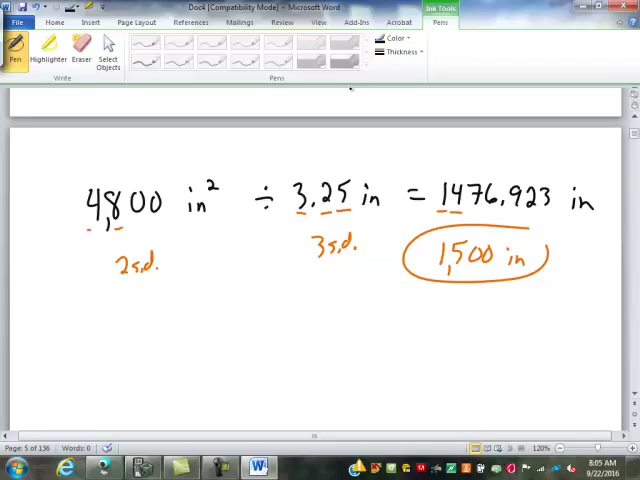 Doc4 [Compatibility Mode] - Microsoft Word
Ink Tools
File Home Insert Page Layout References Mailings Review View Add-Ins Acrobat Pens
Pen Highlighter Eraser Select Objects
Color
Thickness
Write Pens
4,800 in² ÷ 3.25 in = 1476.923 in
2s.d. 3s.d. 1,500 in
Page: 5 of 136 Words: 0 120%
8:05 AM
9/22/2016